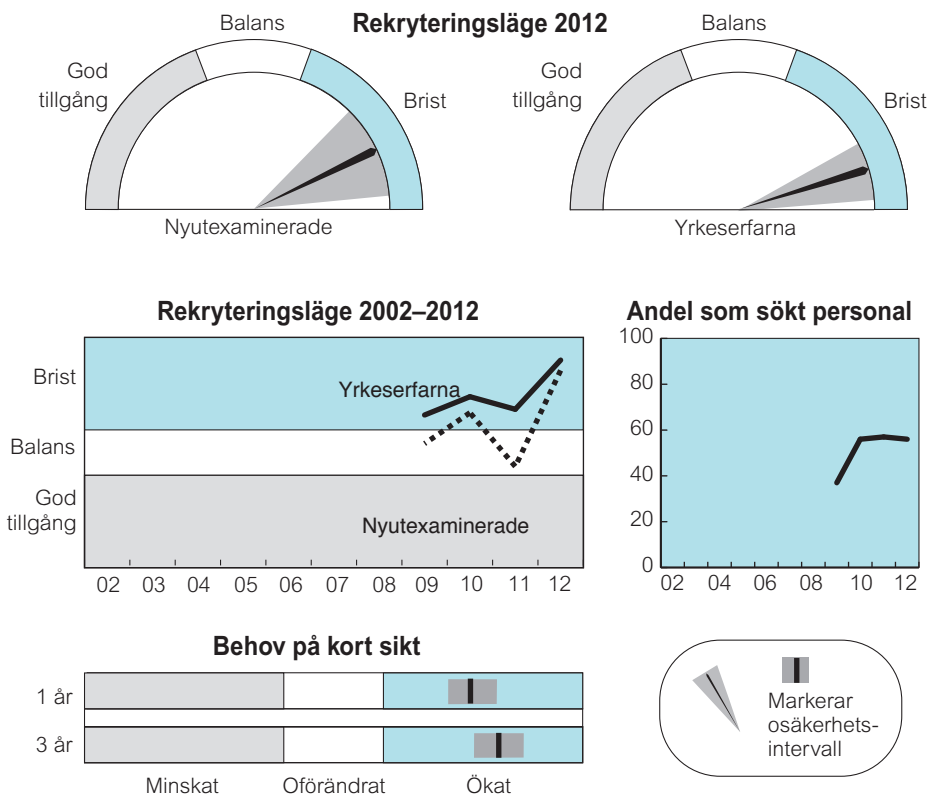 Rekryteringsläge 2012
Balans
God
tillgång
Brist
Nyutexaminerade
Balans
God
tillgång
Brist
Yrkeserfarna
Rekryteringsläge 2002–2012
Brist
Balans
God
tillgång
Yrkeserfarna
Nyutexaminerade
02 03 04 05 06 07 08 09 10 11 12
Andel som sökt personal
100
80
60
40
20
0
02 04 06 08 10 12
Behov på kort sikt
1 år
3 år
Minskat Oförändrat Ökat
Markerar
osäkerhets-
intervall